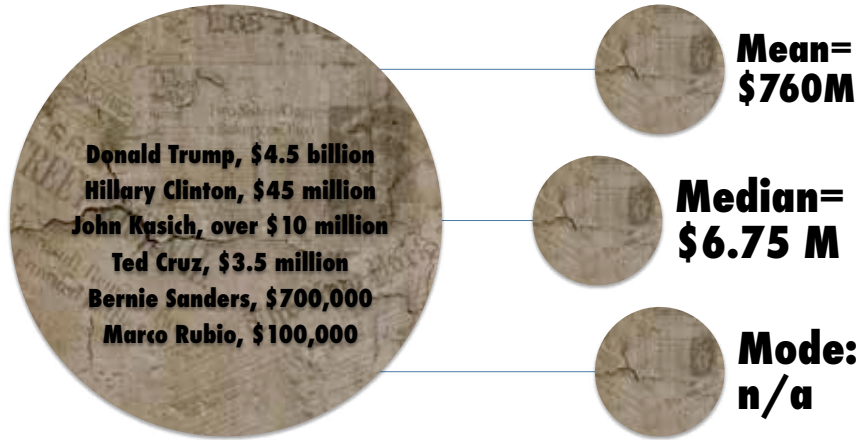 Donald Trump, $4.5 billion
Hillary Clinton, $45 million
John Kasich, over $10 million
Ted Cruz, $3.5 million
Bernie Sanders, $700,000
Marco Rubio, $100,000
Mean=
$760M
Median=
$6.75 M
Mode:
n/a